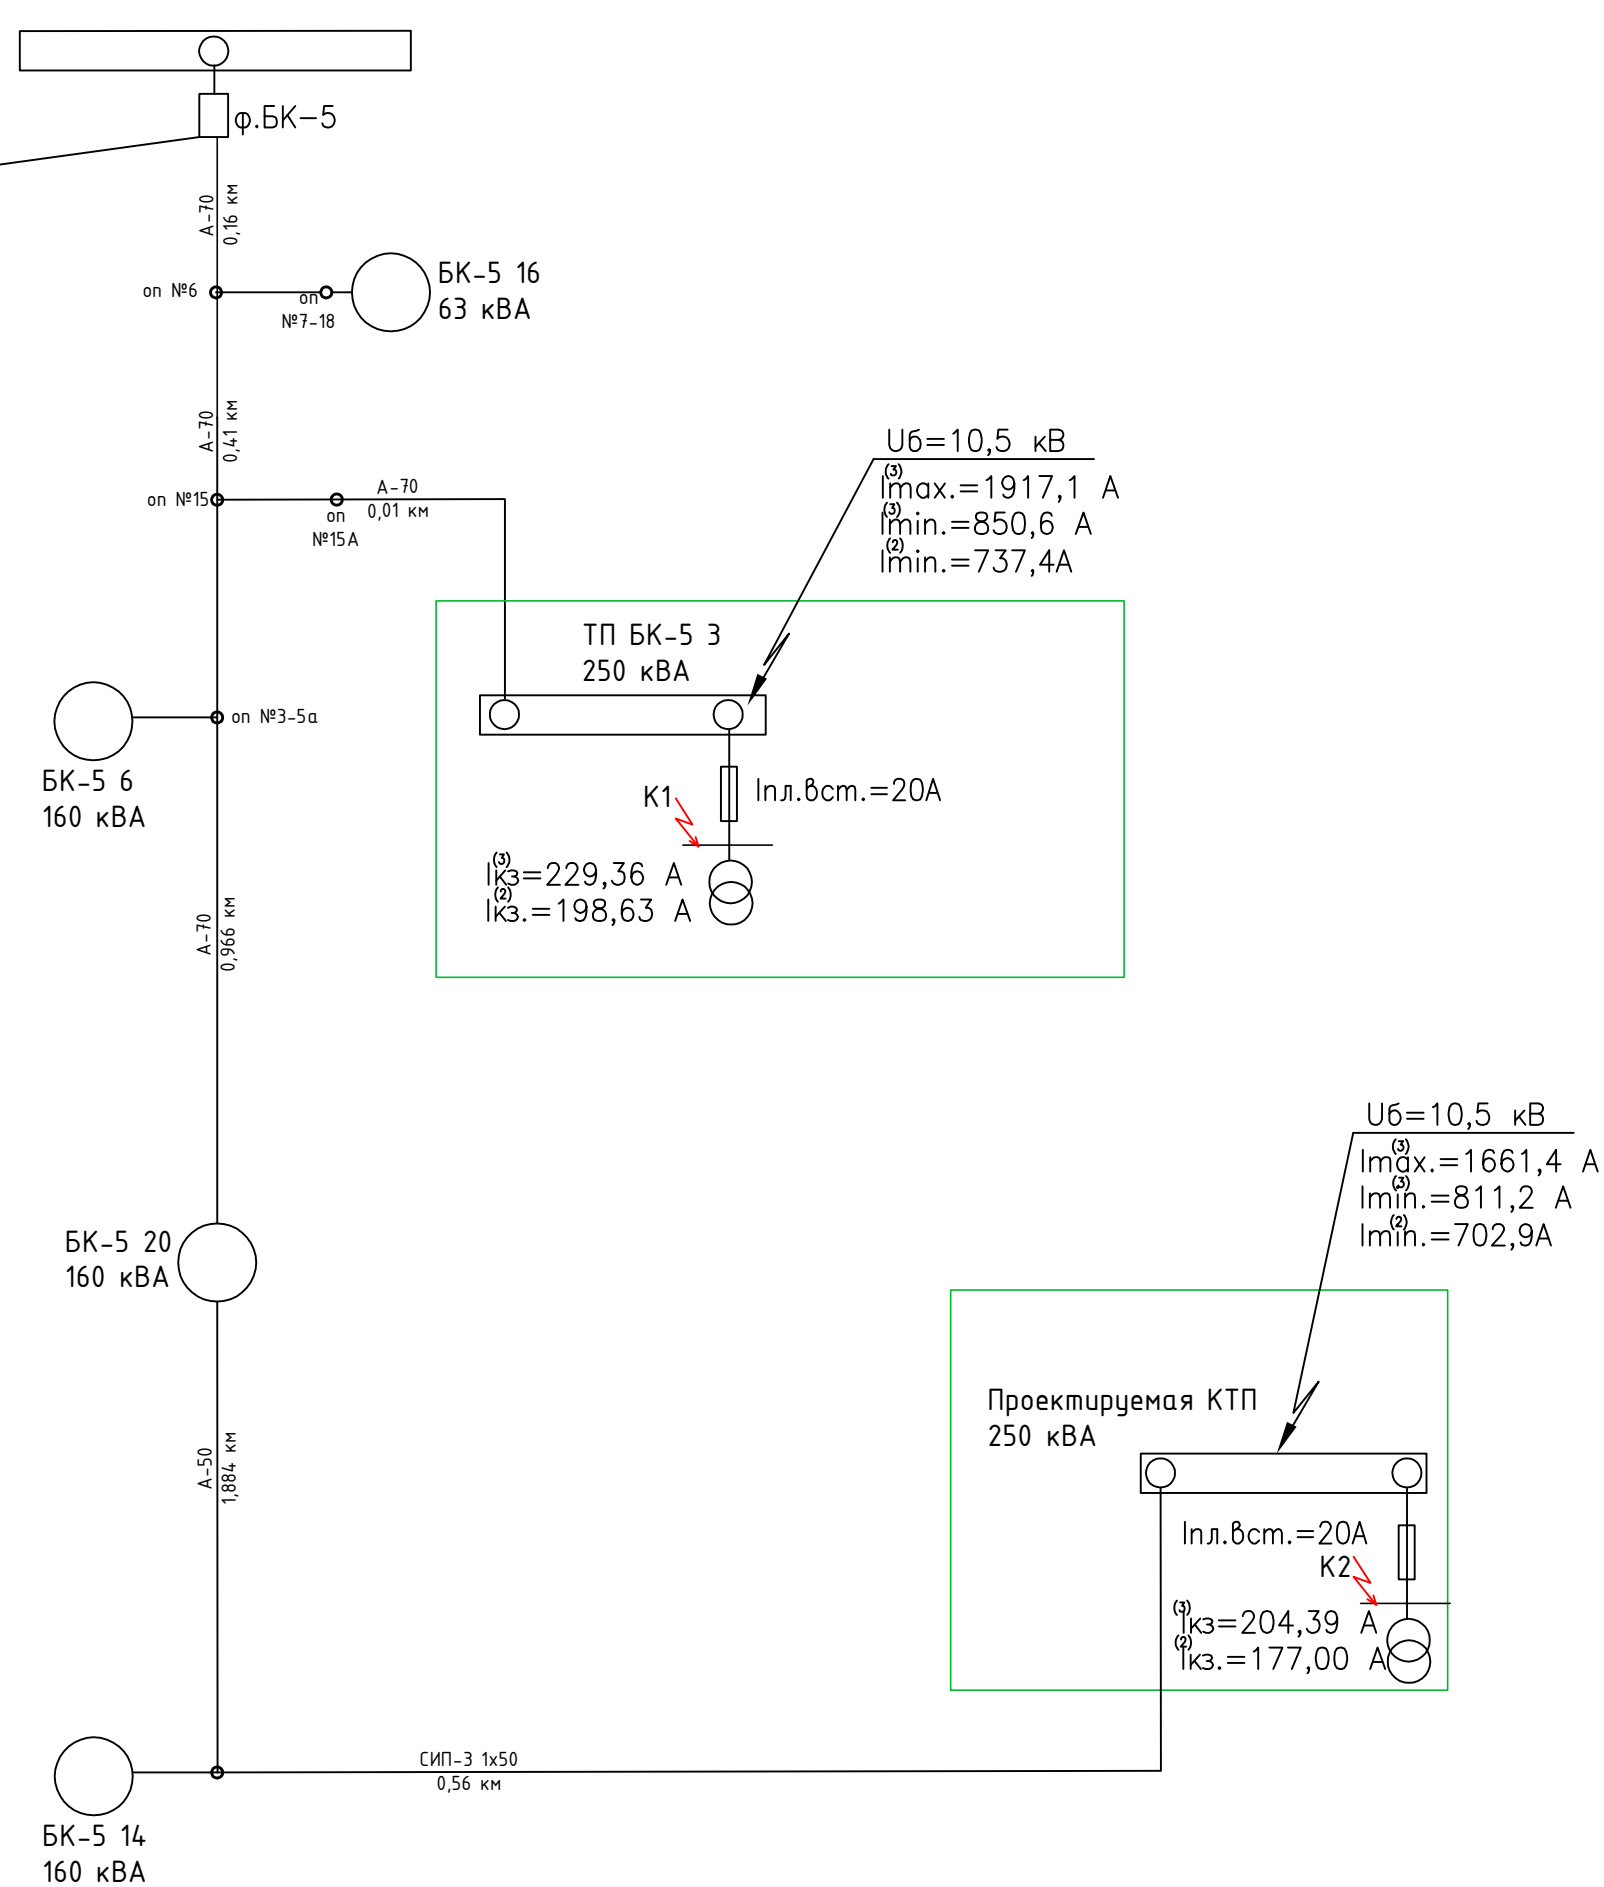 ф.БК-5
А-70
0,16 км
оп №6
оп
№7-18
БК-5 16
63 кВА
А-70
0,41 км
оп №15
оп
№15А
А-70
0,01 км
Uб=10,5 кВ
(3)
Imax.=1917,1 А
(3)
Imin.=850,6 А
(2)
Imin.=737,4А
ТП БК-5 3
250 кВА
оп №3-5а
БК-5 6
160 кВА
К1
Iпл.вст.=20А
(3)
Iкз=229,36 А
(2)
Iкз.=198,63 А
А-70
0,966 км
Uб=10,5 кВ
(3)
Imax.=1661,4 А
(3)
Imin.=811,2 А
(2)
Imin.=702,9А
БК-5 20
160 кВА
Проектируемая КТП
250 кВА
А-50
1,884 км
Iпл.вст.=20А
К2
(3)
Iкз=204,39 А
(2)
Iкз.=177,00 А
СИП-3 1х50
0,56 км
БК-5 14
160 кВА